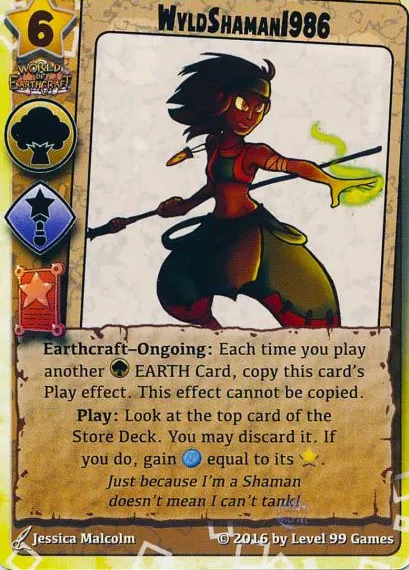 6
WyldShaman1986
WORLD
OF
EARTHCRAFT
Earthcraft–Ongoing: Each time you play
another EARTH Card, copy this card's
Play effect. This effect cannot be copied.
Play: Look at the top card of the
Store Deck. You may discard it. If
you do, gain equal to its .
Just because I'm a Shaman
doesn't mean I can't tank!
Jessica Malcolm
© 2016 by Level 99 Games